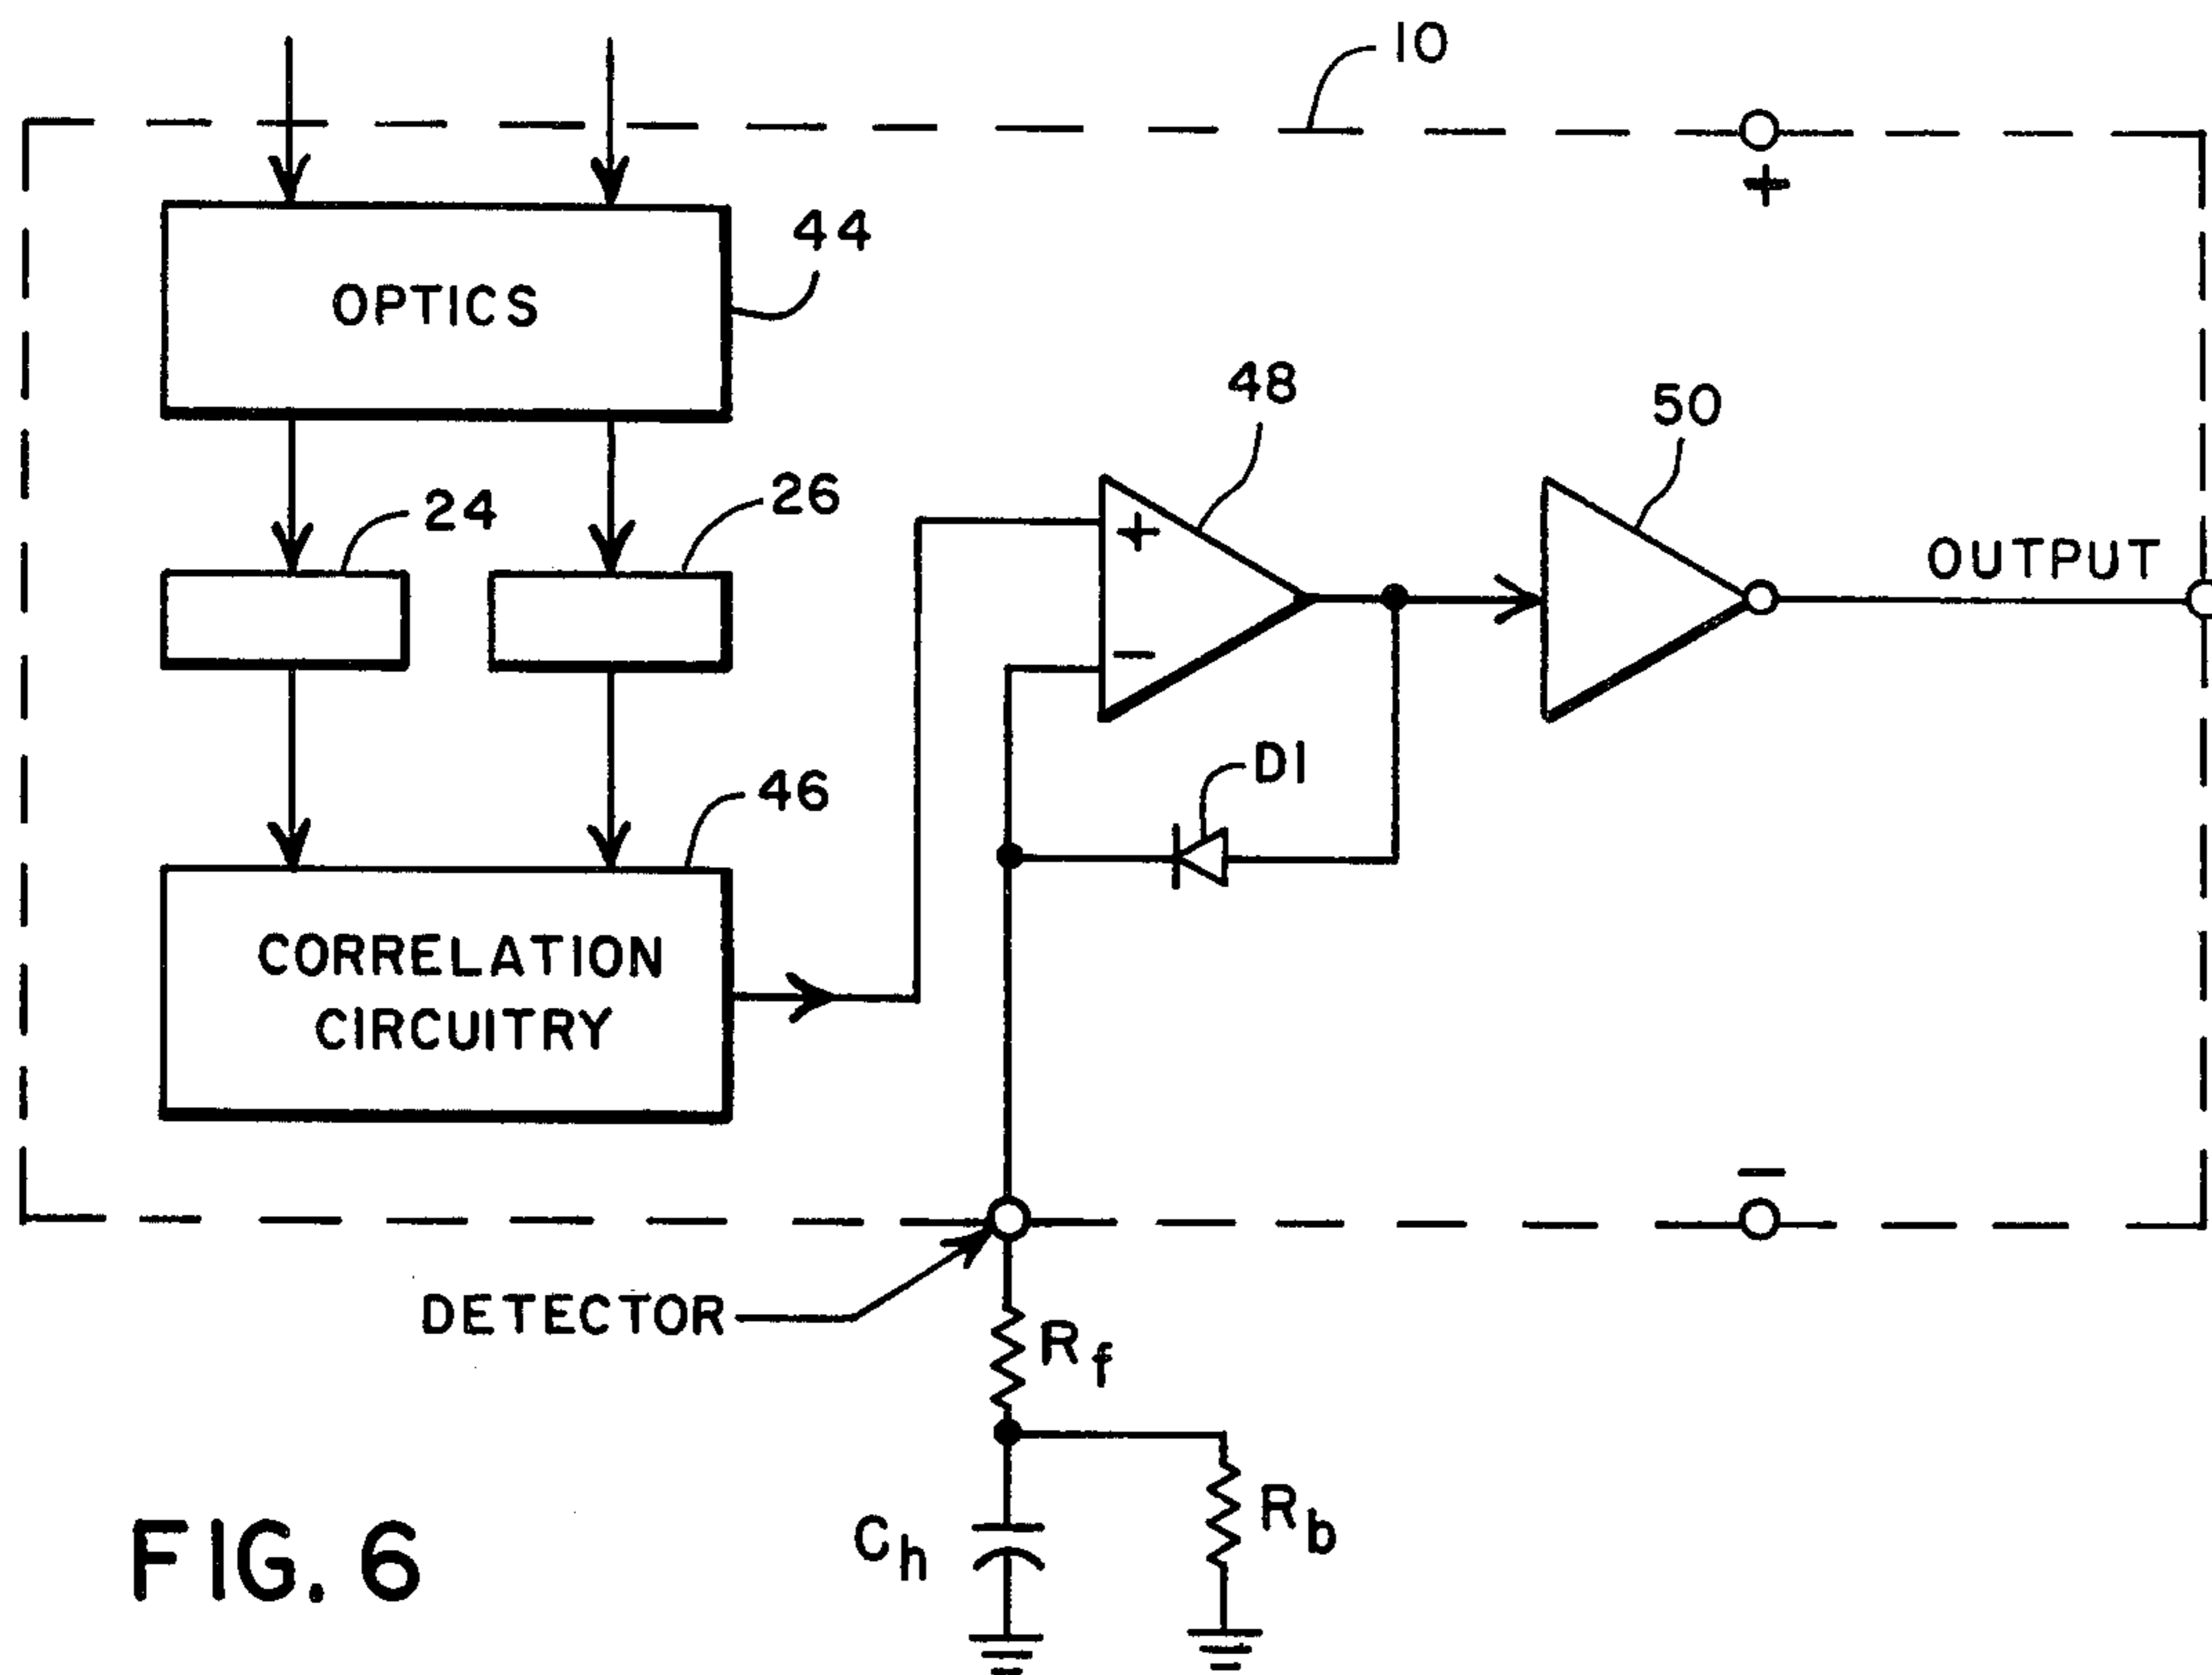 10
+
44
OPTICS
48
50
24
26
+
OUTPUT
−
D1
46
CORRELATION
CIRCUITRY
−
DETECTOR
Rf
Ch
Rb
FIG. 6